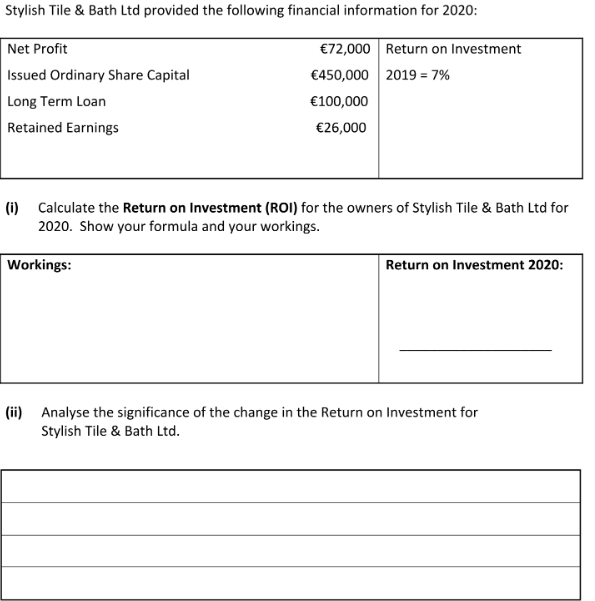 Stylish Tile & Bath Ltd provided the following financial information for 2020:
Net Profit €72,000 Return on Investment
Issued Ordinary Share Capital €450,000 2019 = 7%
Long Term Loan €100,000
Retained Earnings €26,000
(i) Calculate the Return on Investment (ROI) for the owners of Stylish Tile & Bath Ltd for
2020. Show your formula and your workings.
Workings: Return on Investment 2020:
(ii) Analyse the significance of the change in the Return on Investment for
Stylish Tile & Bath Ltd.